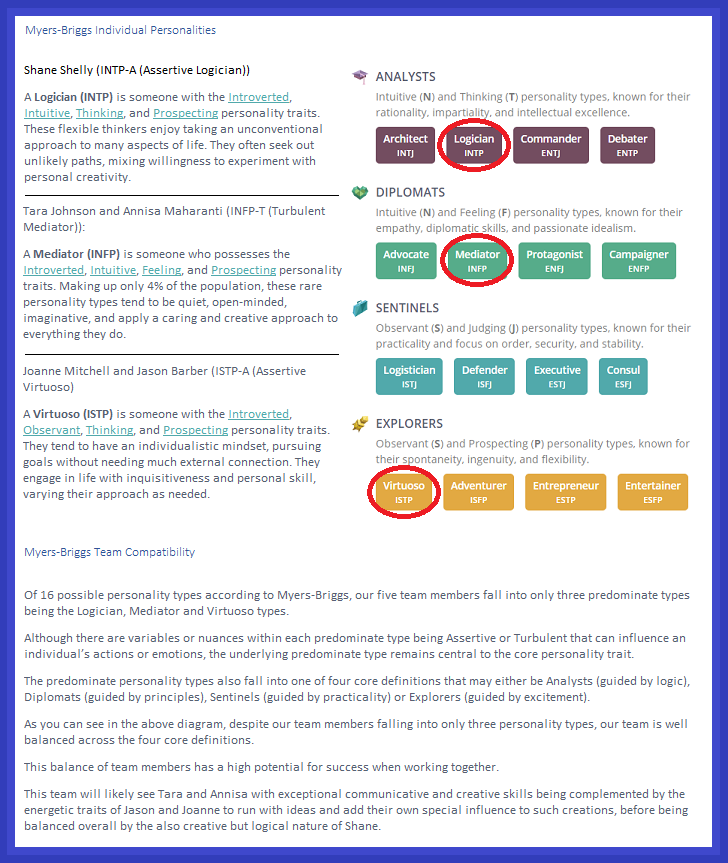 Myers-Briggs Individual Personalities
Shane Shelly (INTP-A (Assertive Logician))
A Logician (INTP) is someone with the Introverted,
Intuitive, Thinking, and Prospecting personality traits.
These flexible thinkers enjoy taking an unconventional
approach to many aspects of life. They often seek out
unlikely paths, mixing willingness to experiment with
personal creativity.
Tara Johnson and Annisa Maharanti (INFP-T (Turbulent
Mediator)):
A Mediator (INFP) is someone who possesses the
Introverted, Intuitive, Feeling, and Prospecting personality
traits. Making up only 4% of the population, these rare
personality types tend to be quiet, open-minded,
imaginative, and apply a caring and creative approach to
everything they do.
Joanne Mitchell and Jason Barber (ISTP-A (Assertive
Virtuoso)
A Virtuoso (ISTP) is someone with the Introverted,
Observant, Thinking, and Prospecting personality traits.
They tend to have an individualistic mindset, pursuing
goals without needing much external connection. They
engage in life with inquisitiveness and personal skill,
varying their approach as needed.
ANALYSTS
Intuitive (N) and Thinking (T) personality types, known for their
rationality, impartiality, and intellectual excellence.
Architect Logician Commander Debater
INTJ INTP ENTJ ENTP
DIPLOMATS
Intuitive (N) and Feeling (F) personality types, known for their
empathy, diplomatic skills, and passionate idealism.
Advocate Mediator Protagonist Campaigner
INFJ INFP ENFJ ENFP
SENTINELS
Observant (S) and Judging (J) personality types, known for their
practicality and focus on order, security, and stability.
Logistician Defender Executive Consul
ISTJ ISFJ ESTJ ESFJ
EXPLORERS
Observant (S) and Prospecting (P) personality types, known for
their spontaneity, ingenuity, and flexibility.
Virtuoso Adventurer Entrepreneur Entertainer
ISTP ISFP ESTP ESFP
Myers-Briggs Team Compatibility
Of 16 possible personality types according to Myers-Briggs, our five team members fall into only three predominate types
being the Logician, Mediator and Virtuoso types.
Although there are variables or nuances within each predominate type being Assertive or Turbulent that can influence an
individual's actions or emotions, the underlying predominate type remains central to the core personality trait.
The predominate personality types also fall into one of four core definitions that may either be Analysts (guided by logic),
Diplomats (guided by principles), Sentinels (guided by practicality) or Explorers (guided by excitement).
As you can see in the above diagram, despite our team members falling into only three personality types, our team is well
balanced across the four core definitions.
This balance of team members has a high potential for success when working together.
This team will likely see Tara and Annisa with exceptional communicative and creative skills being complemented by the
energetic traits of Jason and Joanne to run with ideas and add their own special influence to such creations, before being
balanced overall by the also creative but logical nature of Shane.